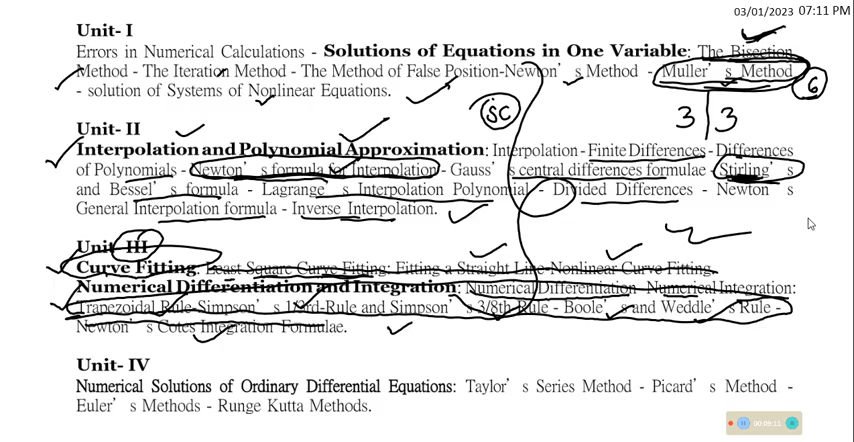 03/01/2023 07:11 PM
Unit- I
Errors in Numerical Calculations - Solutions of Equations in One Variable: The Bisection
Method - The Iteration Method - The Method of False Position-Newton's Method - Muller's Method
- solution of Systems of Nonlinear Equations.
6
SC
3 | 3
Unit- II
Interpolation and Polynomial Approximation: Interpolation - Finite Differences - Differences
of Polynomials - Newton's formula for Interpolation - Gauss's central differences formulae - Stirling's
and Bessel's formula - Lagrange's Interpolation Polynomial - Divided Differences - Newton's
General Interpolation formula - Inverse Interpolation.
Unit- III
Curve Fitting: Least Square Curve Fitting: Fitting a Straight Line-Nonlinear Curve Fitting.
Numerical Differentiation and Integration: Numerical Differentiation - Numerical Integration:
Trapezoidal Rule-Simpson's 1/3rd-Rule and Simpson's 3/8th Rule - Boole's and Weddle's Rule -
Newton's Cotes Integration Formulae.
Unit- IV
Numerical Solutions of Ordinary Differential Equations: Taylor's Series Method - Picard's Method -
Euler's Methods - Runge Kutta Methods.
00:09:11